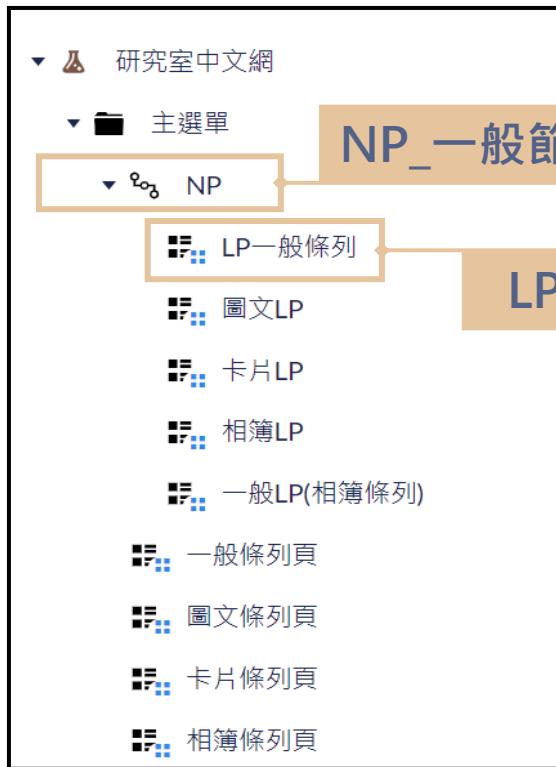 研究室中文網
主選單
NP_一般節
NP
LP一般條列
LP
圖文LP
卡片LP
相簿LP
一般LP(相簿條列)
一般條列頁
圖文條列頁
卡片條列頁
相簿條列頁